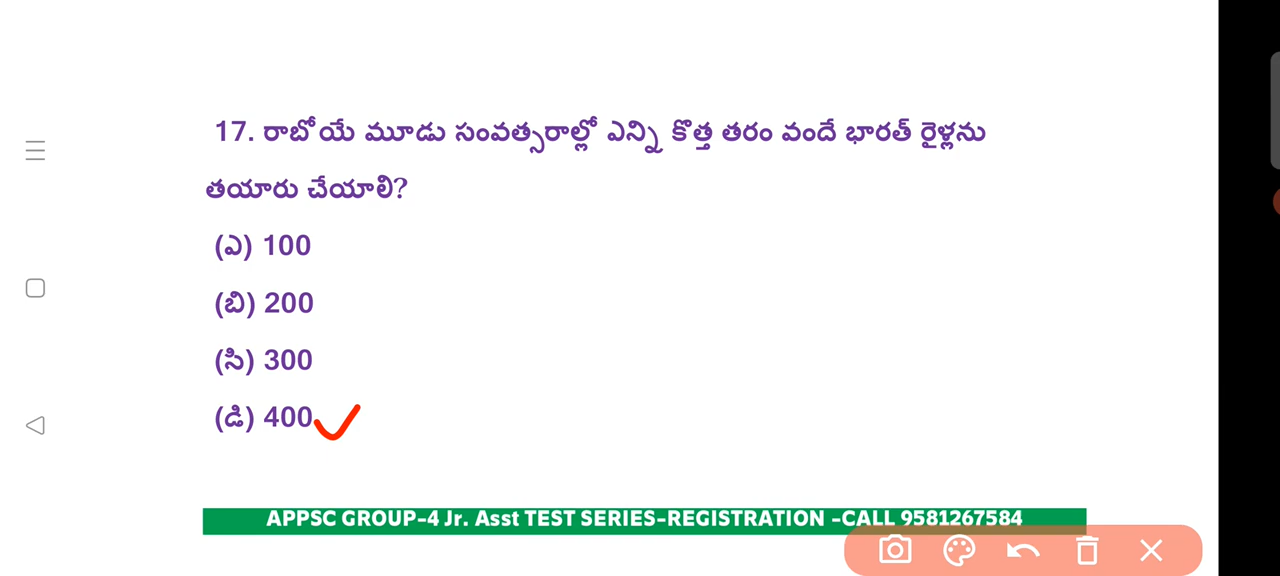 17. రాబోయే మూడు సంవత్సరాల్లో ఎన్ని కొత్త తరం వందే భారత్ రైళ్లను
తయారు చేయాలి?
(ఎ) 100
(బి) 200
(సి) 300
(డి) 400
APPSC GROUP-4 Jr. Asst TEST SERIES-REGISTRATION -CALL 9581267584